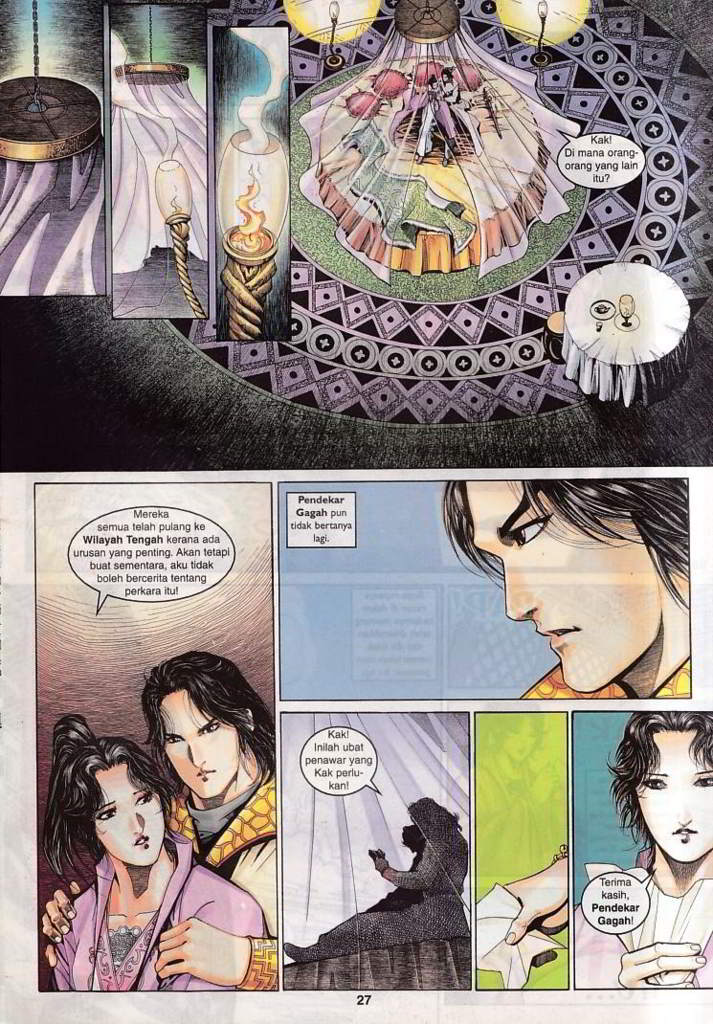 Kak!
Di mana orang-
orang yang lain
itu?
Mereka
semua telah pulang ke
Wilayah Tengah kerana ada
urusan yang penting. Akan tetapi
buat sementara, aku tidak
boleh bercerita tentang
perkara itu!
Pendekar
Gagah pun
tidak bertanya
lagi.
Kak!
Inilah ubat
penawar yang
Kak perlu-
kan!
Terima
kasih,
Pendekar
Gagah!
27